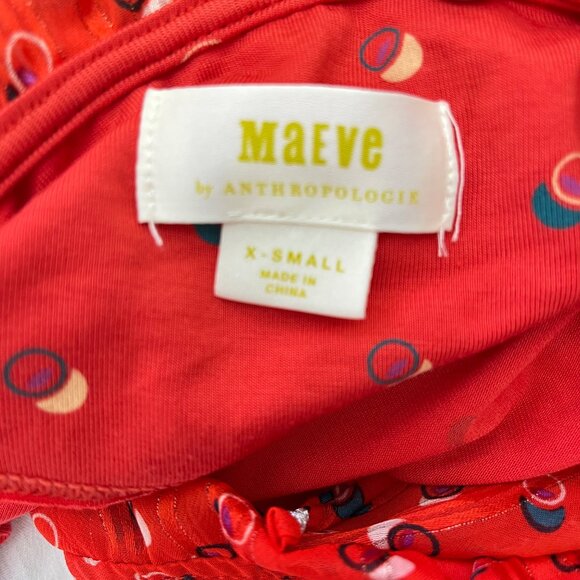 MaEve
by ANTHROPOLOGIE
X-SMALL
MADE IN
CHINA